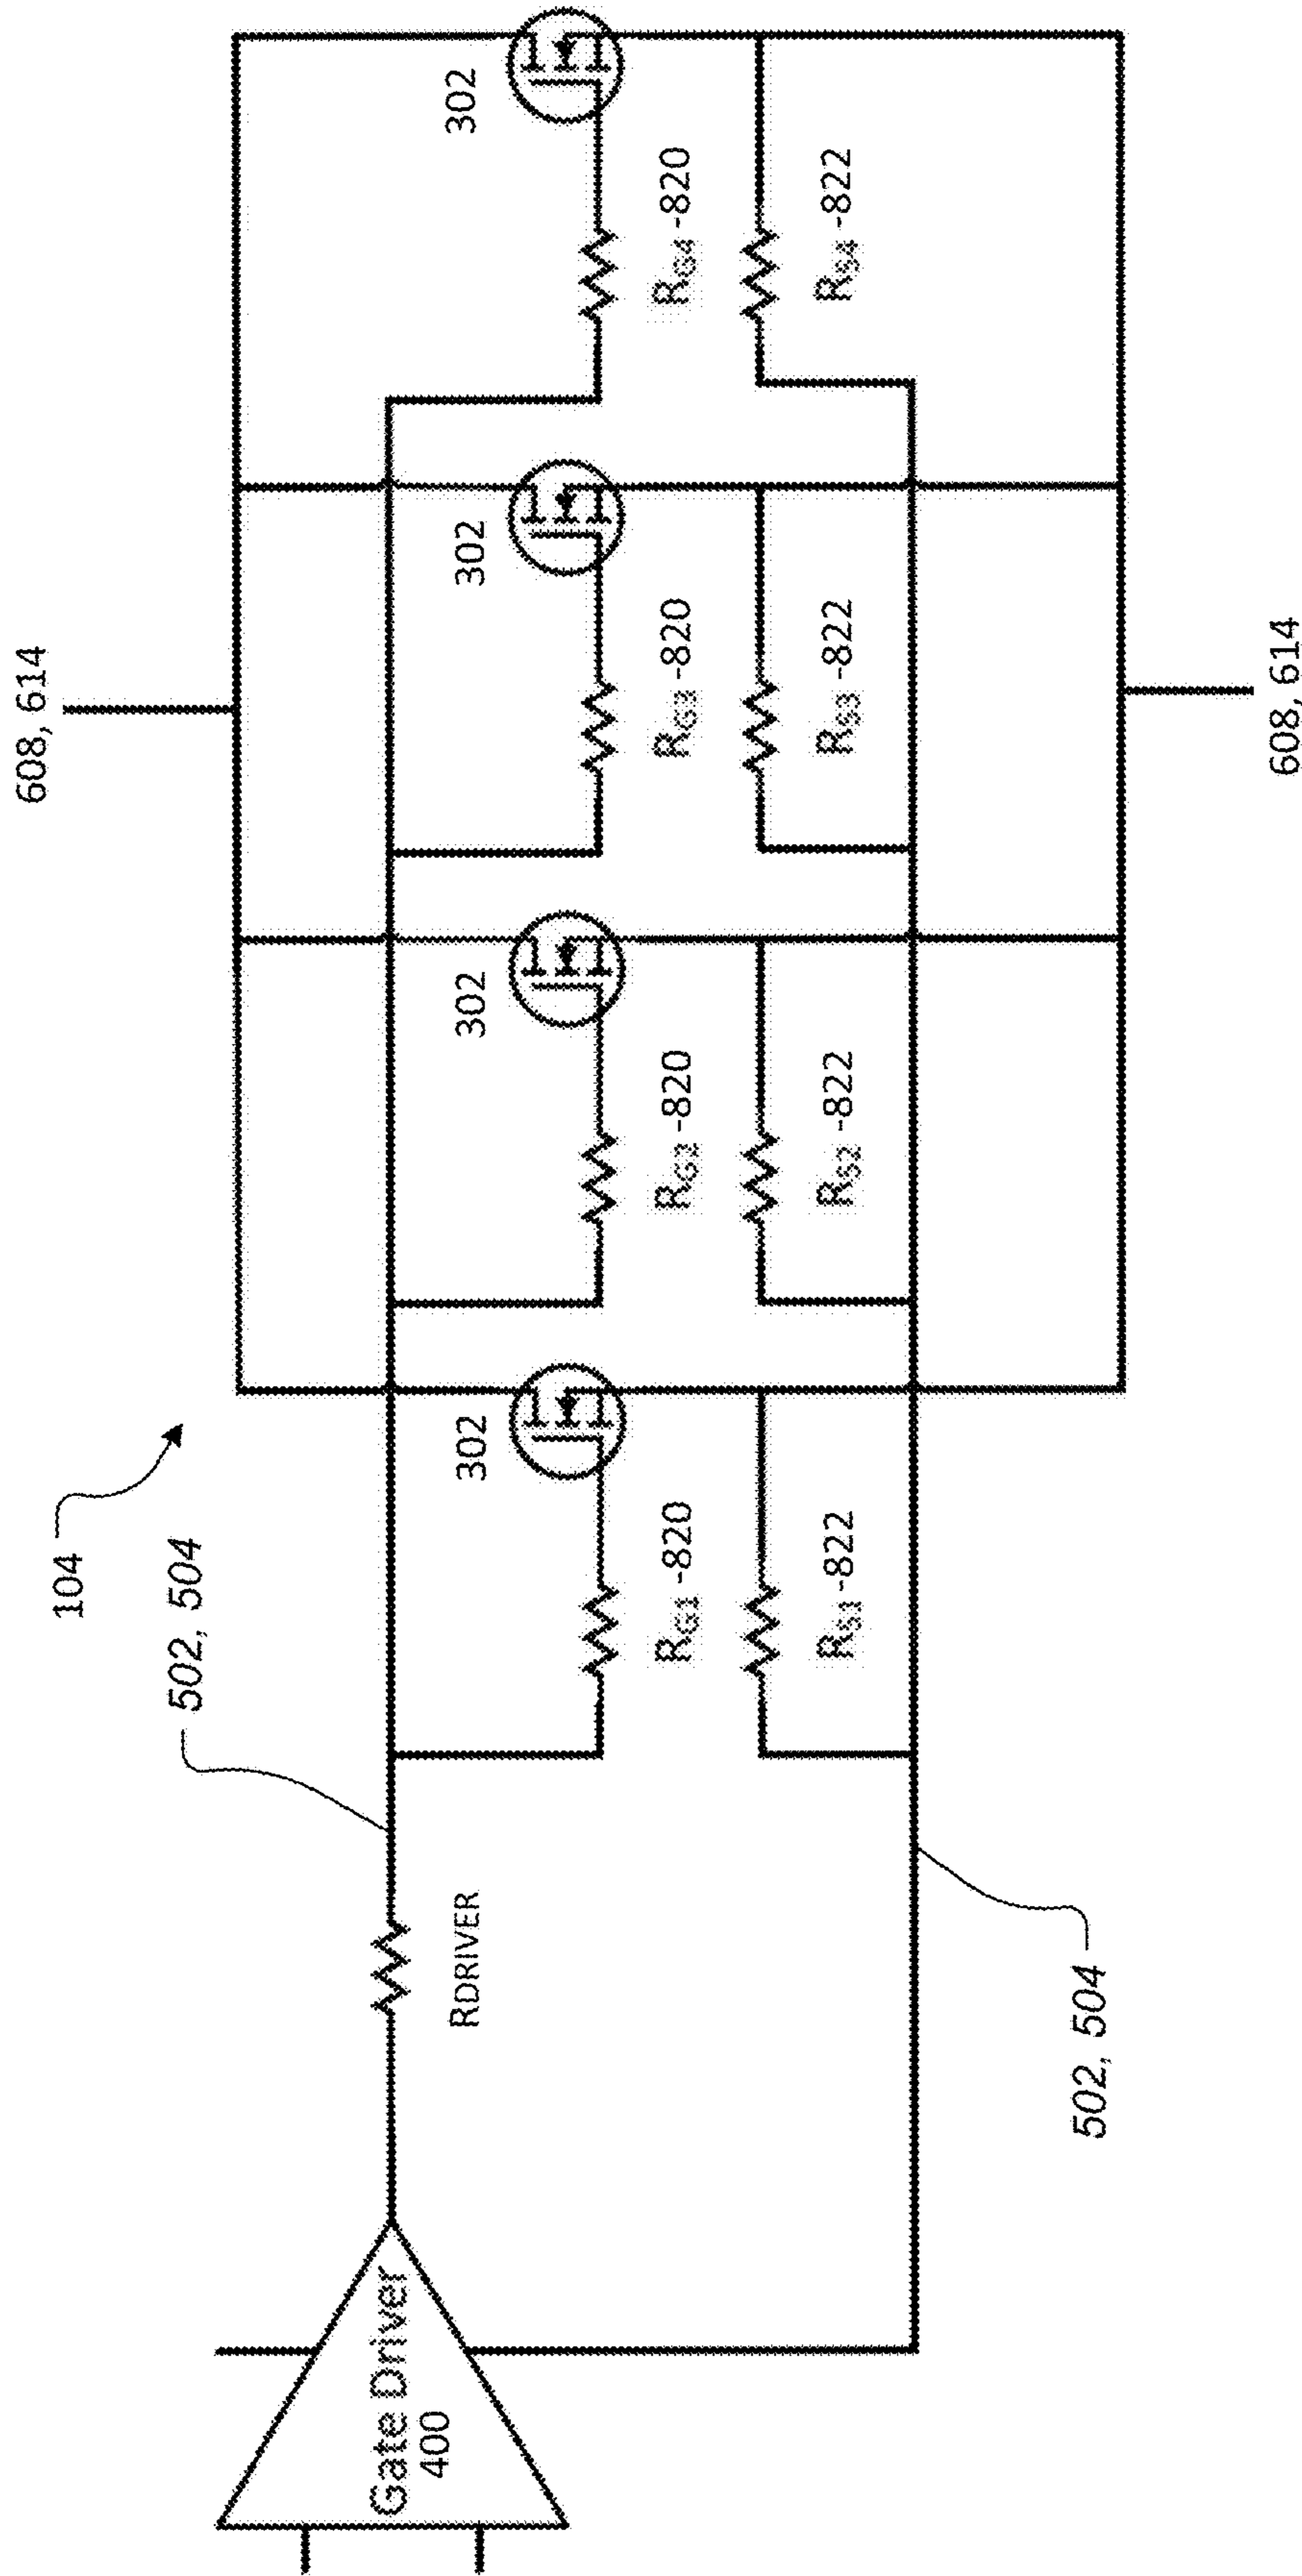 608, 614
104
502, 504
302
302
302
302
Gate Driver
400
RDRIVER
RG1 -820
RG2 -820
RG3 -820
RG4 -820
RS1 -822
RS2 -822
RS3 -822
RS4 -822
502, 504
608, 614